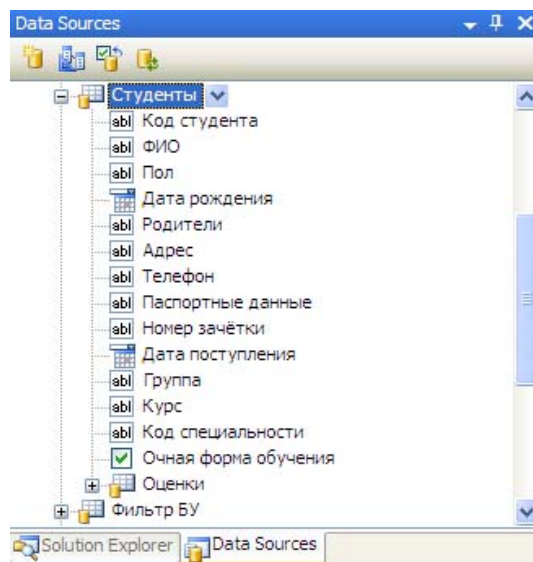 Data Sources
Студенты
abl Код студента
abl ФИО
abl Пол
Дата рождения
abl Родители
abl Адрес
abl Телефон
abl Паспортные данные
abl Номер зачётки
Дата поступления
abl Группа
abl Курс
abl Код специальности
Очная форма обучения
Оценки
Фильтр БУ
Solution Explorer Data Sources